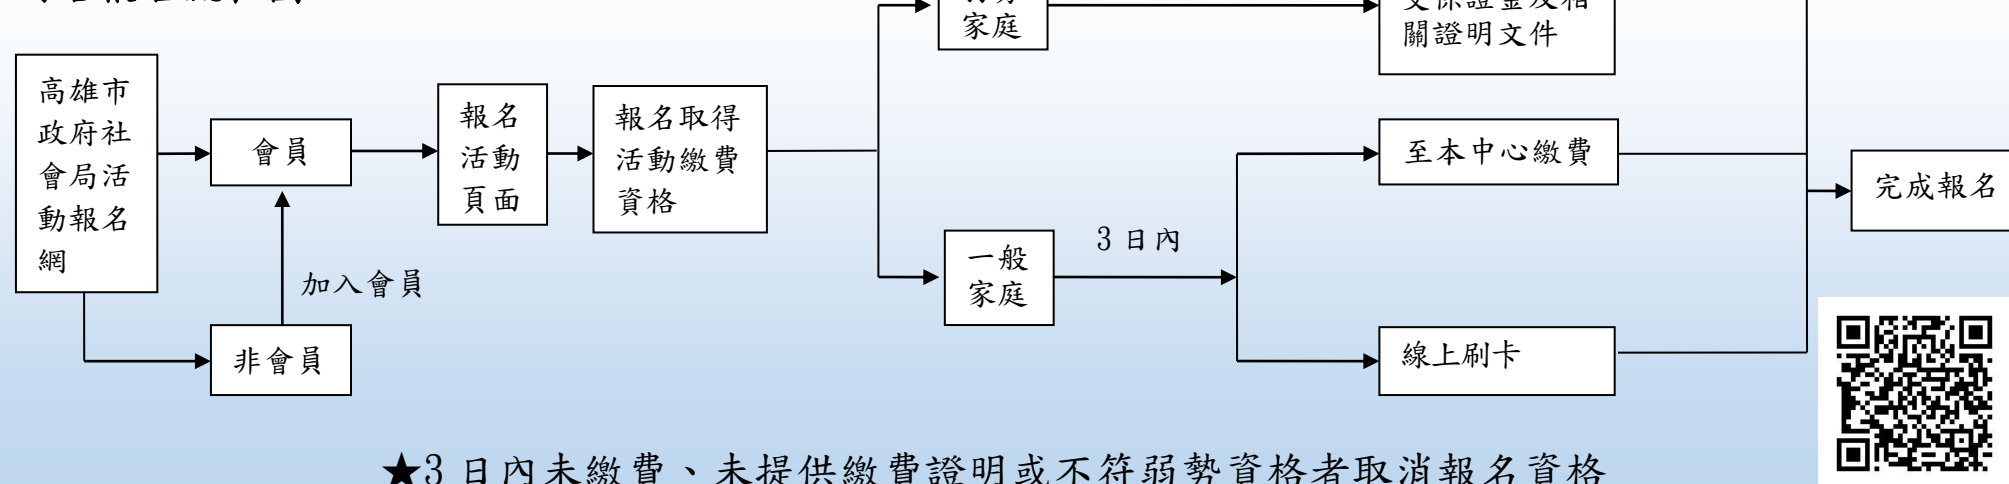 家庭
關證明文件
高雄市
政府社
會局活
動報名
網
會員
報名
活動
頁面
報名取得
活動繳費
資格
至本中心繳費
完成報名
加入會員
非會員
一般
家庭
3日內
線上刷卡
★3日內未繳費、未提供繳費證明或不符弱勢資格者取消報名資格